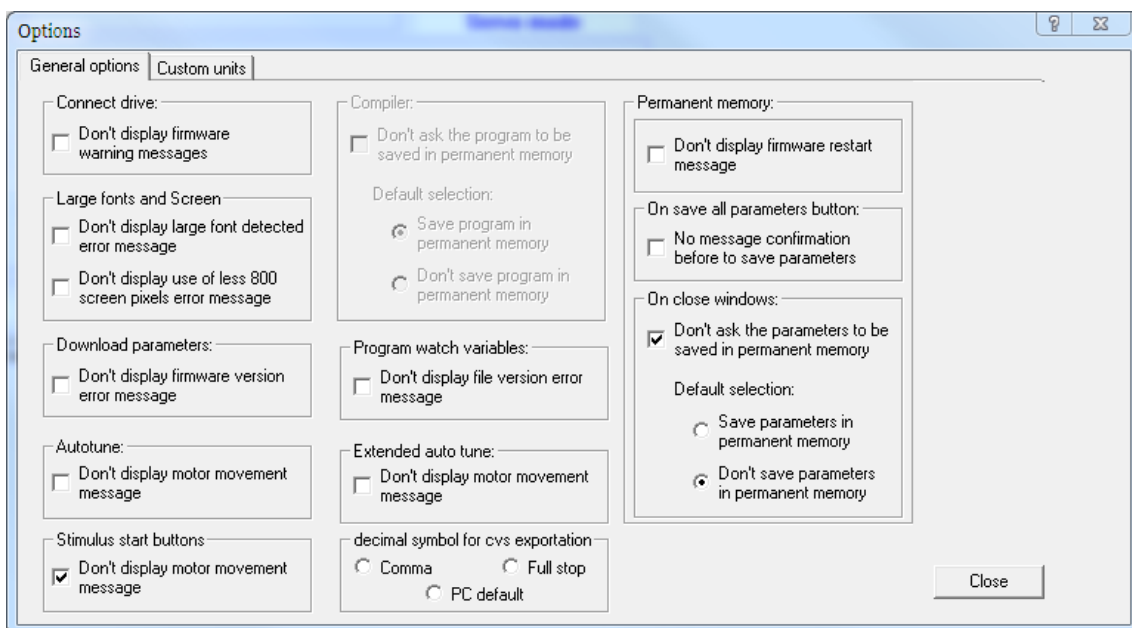 Servo mode
Options
General options
Custom units
Connect drive:
Don't display firmware
warning messages
Large fonts and Screen
Don't display large font detected
error message
Don't display use of less 800
screen pixels error message
Download parameters:
Don't display firmware version
error message
Autotune:
Don't display motor movement
message
Stimulus start buttons
Don't display motor movement
message
Compiler:
Don't ask the program to be
saved in permanent memory
Default selection:
Save program in
permanent memory
Don't save program in
permanent memory
Program watch variables:
Don't display file version error
message
Extended auto tune:
Don't display motor movement
message
decimal symbol for cvs exportation
Comma
Full stop
PC default
Permanent memory:
Don't display firmware restart
message
On save all parameters button:
No message confirmation
before to save parameters
On close windows:
Don't ask the parameters to be
saved in permanent memory
Default selection:
Save parameters in
permanent memory
Don't save parameters
in permanent memory
Close